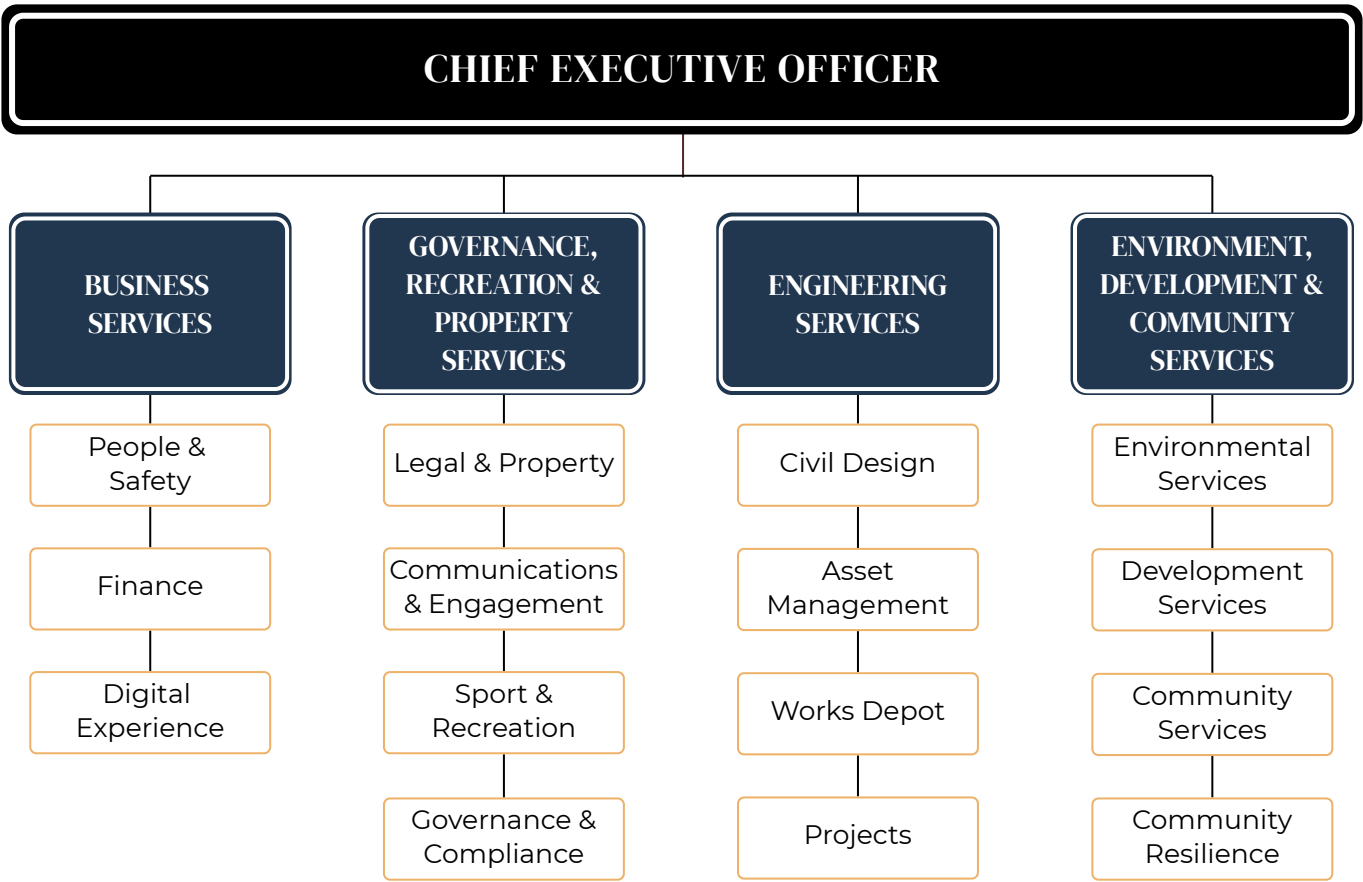 CHIEF EXECUTIVE OFFICER
BUSINESS
SERVICES
People &
Safety
Finance
Digital
Experience
GOVERNANCE,
RECREATION &
PROPERTY
SERVICES
Legal & Property
Communications
& Engagement
Sport &
Recreation
Governance &
Compliance
ENGINEERING
SERVICES
Civil Design
Asset
Management
Works Depot
Projects
ENVIRONMENT,
DEVELOPMENT &
COMMUNITY
SERVICES
Environmental
Services
Development
Services
Community
Services
Community
Resilience